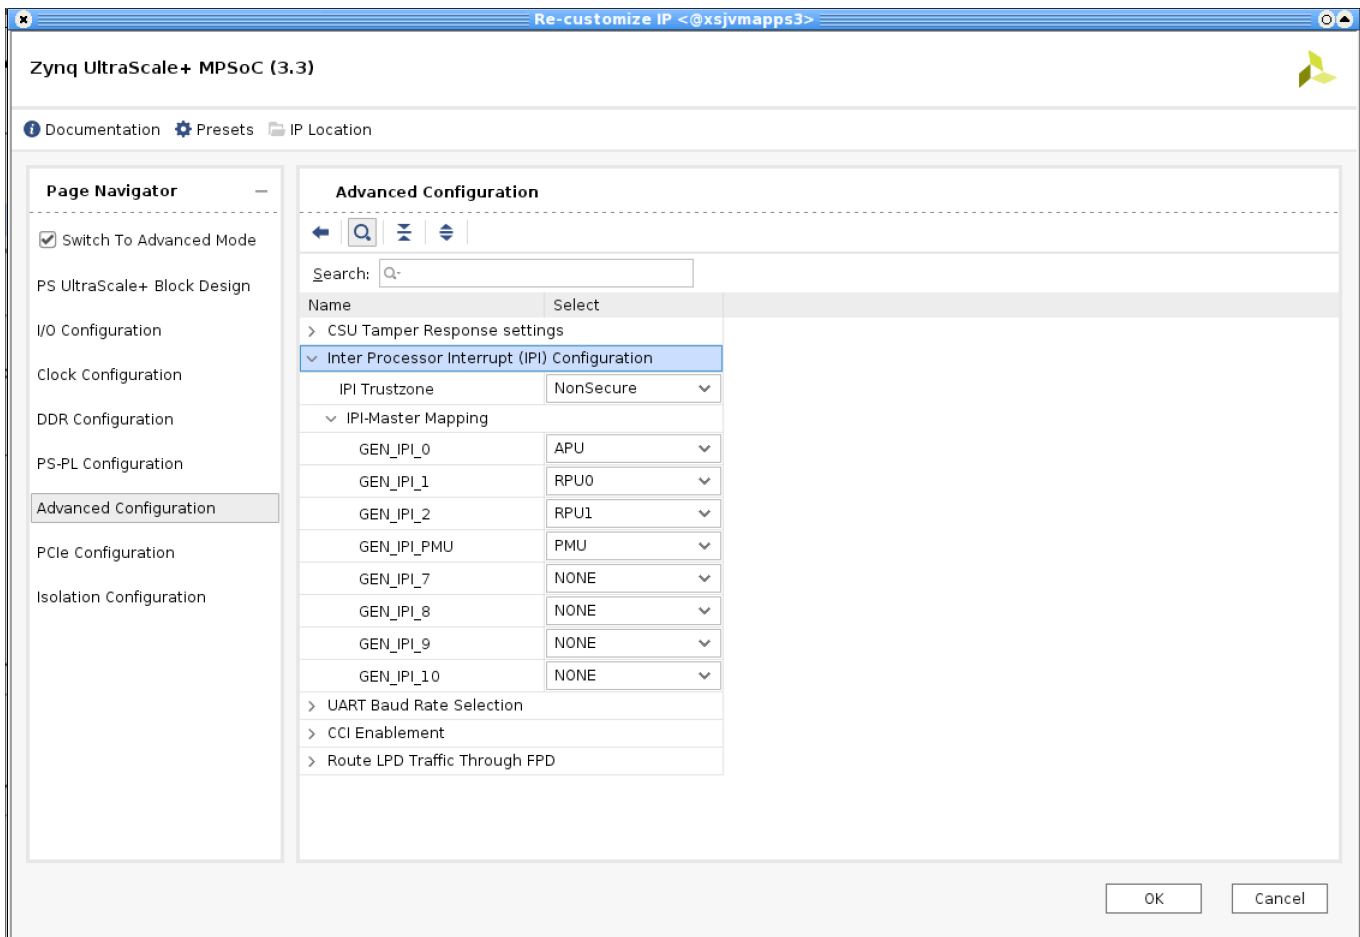 Re-customize IP <@xsjvmapps3>
Zynq UltraScale+ MPSoC (3.3)
Documentation Presets IP Location
Page Navigator
Switch To Advanced Mode
PS UltraScale+ Block Design
I/O Configuration
Clock Configuration
DDR Configuration
PS-PL Configuration
Advanced Configuration
PCIe Configuration
Isolation Configuration
Advanced Configuration
Search:
Name Select
CSU Tamper Response settings
Inter Processor Interrupt (IPI) Configuration
IPI Trustzone NonSecure
IPI-Master Mapping
GEN_IPI_0 APU
GEN_IPI_1 RPU0
GEN_IPI_2 RPU1
GEN_IPI_PMU PMU
GEN_IPI_7 NONE
GEN_IPI_8 NONE
GEN_IPI_9 NONE
GEN_IPI_10 NONE
UART Baud Rate Selection
CCI Enablement
Route LPD Traffic Through FPD
OK Cancel